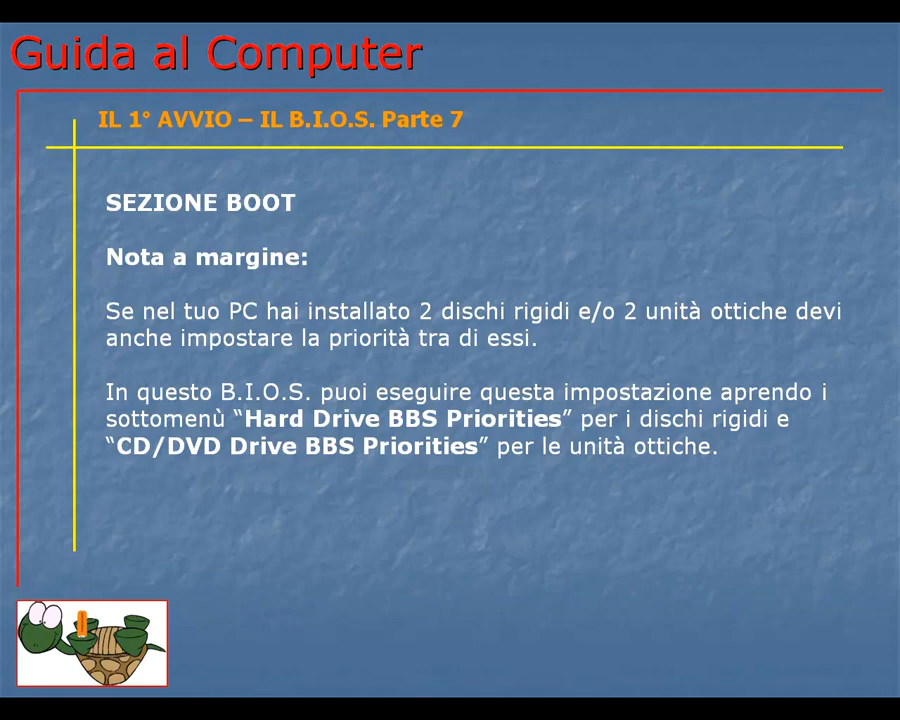 Guida al Computer
IL 1° AVVIO – IL B.I.O.S. Parte 7
SEZIONE BOOT
Nota a margine:
Se nel tuo PC hai installato 2 dischi rigidi e/o 2 unità ottiche devi
anche impostare la priorità tra di essi.
In questo B.I.O.S. puoi eseguire questa impostazione aprendo i
sottomenù “Hard Drive BBS Priorities” per i dischi rigidi e
“CD/DVD Drive BBS Priorities” per le unità ottiche.